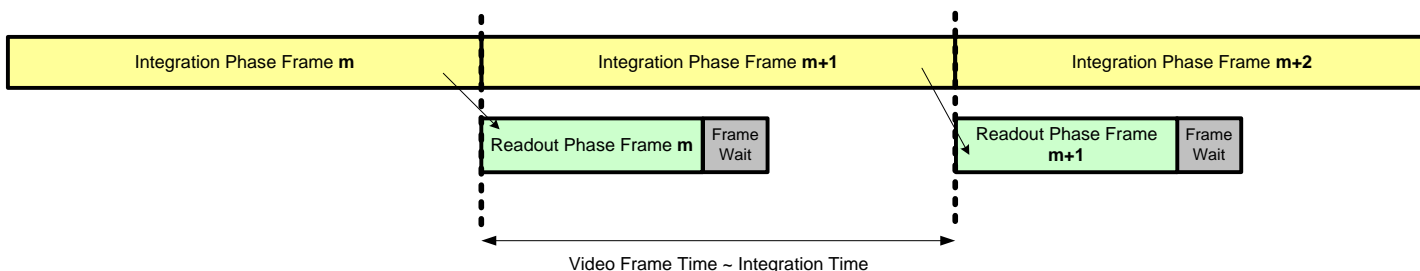 Integration Phase Frame m
Integration Phase Frame m+1
Integration Phase Frame m+2
Readout Phase Frame m
Frame
Wait
Readout Phase Frame
m+1
Frame
Wait
Video Frame Time ~ Integration Time